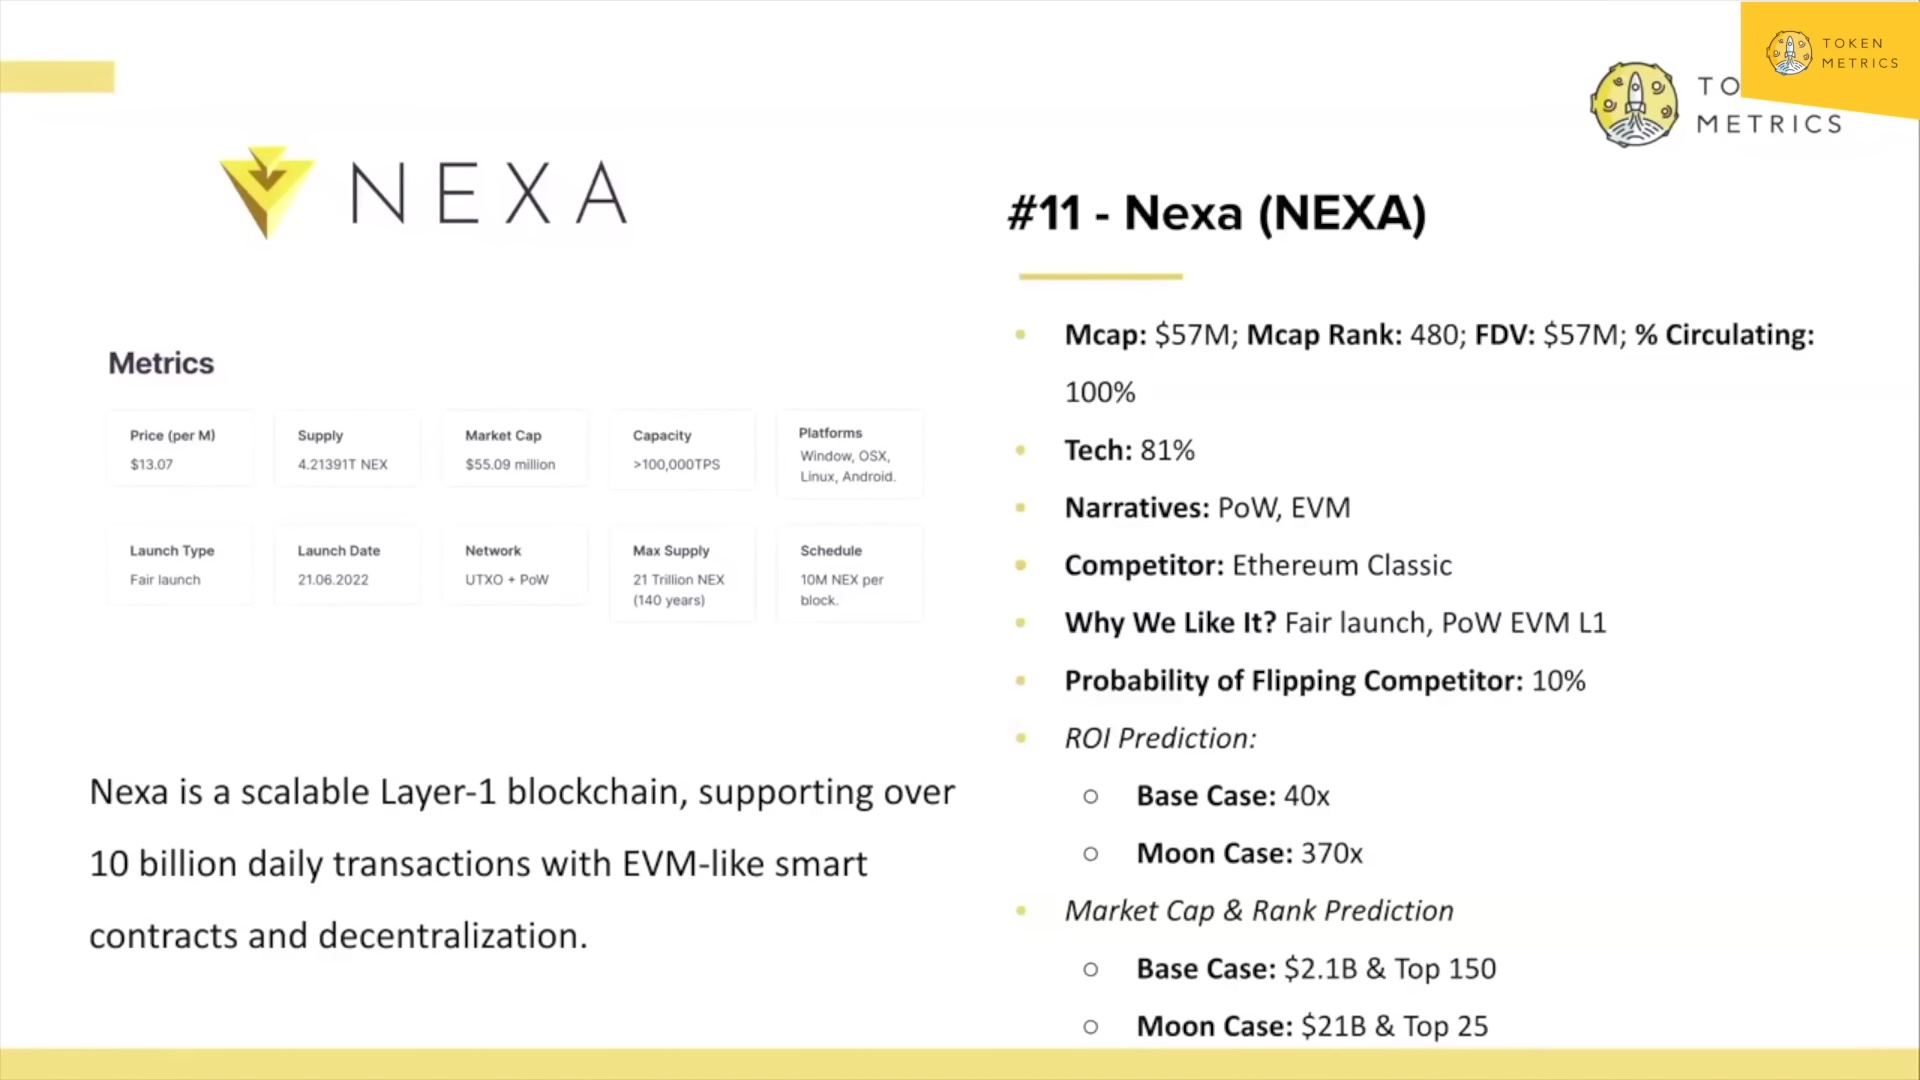 TOKEN
METRICS
TO
METRICS
NEXA
#11 - Nexa (NEXA)
Metrics
Price (per M)
$13.07
Supply
4.21391T NEX
Market Cap
$55.09 million
Capacity
>100,000TPS
Platforms
Window, OSX,
Linux, Android.
Launch Type
Fair launch
Launch Date
21.06.2022
Network
UTXO + PoW
Max Supply
21 Trillion NEX
(140 years)
Schedule
10M NEX per
block.
Nexa is a scalable Layer-1 blockchain, supporting over
10 billion daily transactions with EVM-like smart
contracts and decentralization.
Mcap: $57M; Mcap Rank: 480; FDV: $57M; % Circulating:
100%
Tech: 81%
Narratives: PoW, EVM
Competitor: Ethereum Classic
Why We Like It? Fair launch, PoW EVM L1
Probability of Flipping Competitor: 10%
ROI Prediction:
Base Case: 40x
Moon Case: 370x
Market Cap & Rank Prediction
Base Case: $2.1B & Top 150
Moon Case: $21B & Top 25